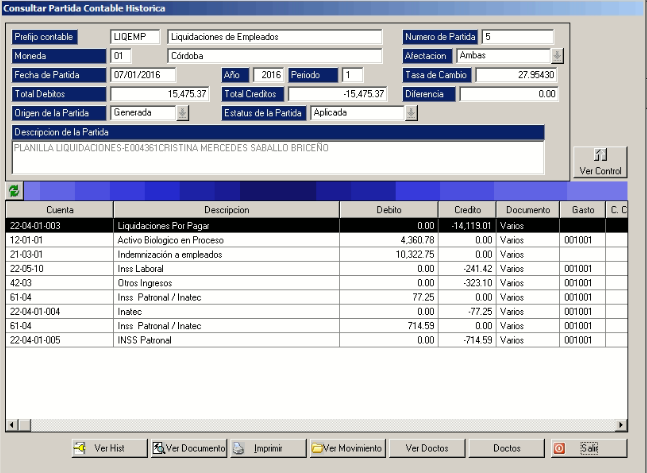 Consultar Partida Contable Historica
Prefijo contable LIQEMP Liquidaciones de Empleados Numero de Partida 5
Moneda 01 Córdoba Afectacion Ambas
Fecha de Partida 07/01/2016 Año 2016 Periodo 1 Tasa de Cambio 27.95430
Total Debitos 15,475.37 Total Creditos -15,475.37 Diferencia 0.00
Origen de la Partida Generada Estatus de la Partida Aplicada
Descripcion de la Partida
PLANILLA LIQUIDACIONES-E004361CRISTINA MERCEDES SABALLO BRICEÑO
Ver Control
Cuenta Descripcion Debito Credito Documento Gasto C. C
22-04-01-003 Liquidaciones Por Pagar 0.00 -14,119.01 Varios
12-01-01 Activo Biologico en Proceso 4,360.78 0.00 Varios 001001
21-03-01 Indemnización a empleados 10,322.75 0.00 Varios
22-05-10 Inss Laboral 0.00 -241.42 Varios 001001
42-03 Otros Ingresos 0.00 -323.10 Varios 001001
61-04 Inss Patronal / Inatec 77.25 0.00 Varios 001001
22-04-01-004 Inatec 0.00 -77.25 Varios 001001
61-04 Inss Patronal / Inatec 714.59 0.00 Varios 001001
22-04-01-005 INSS Patronal 0.00 -714.59 Varios 001001
Ver Hist Ver Documento Imprimir Ver Movimiento Ver Doctos Doctos Salir